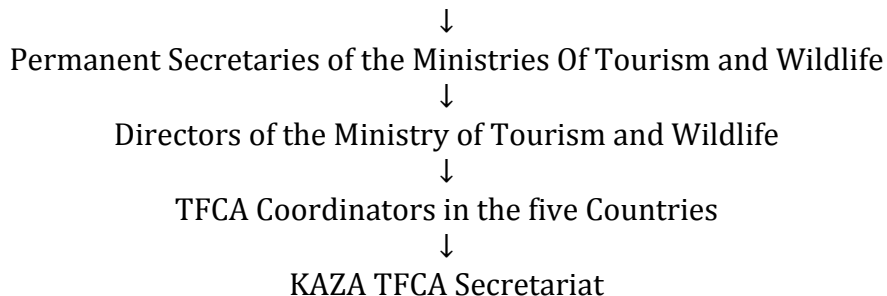 ↓
Permanent Secretaries of the Ministries Of Tourism and Wildlife
↓
Directors of the Ministry of Tourism and Wildlife
↓
TFCA Coordinators in the five Countries
↓
KAZA TFCA Secretariat